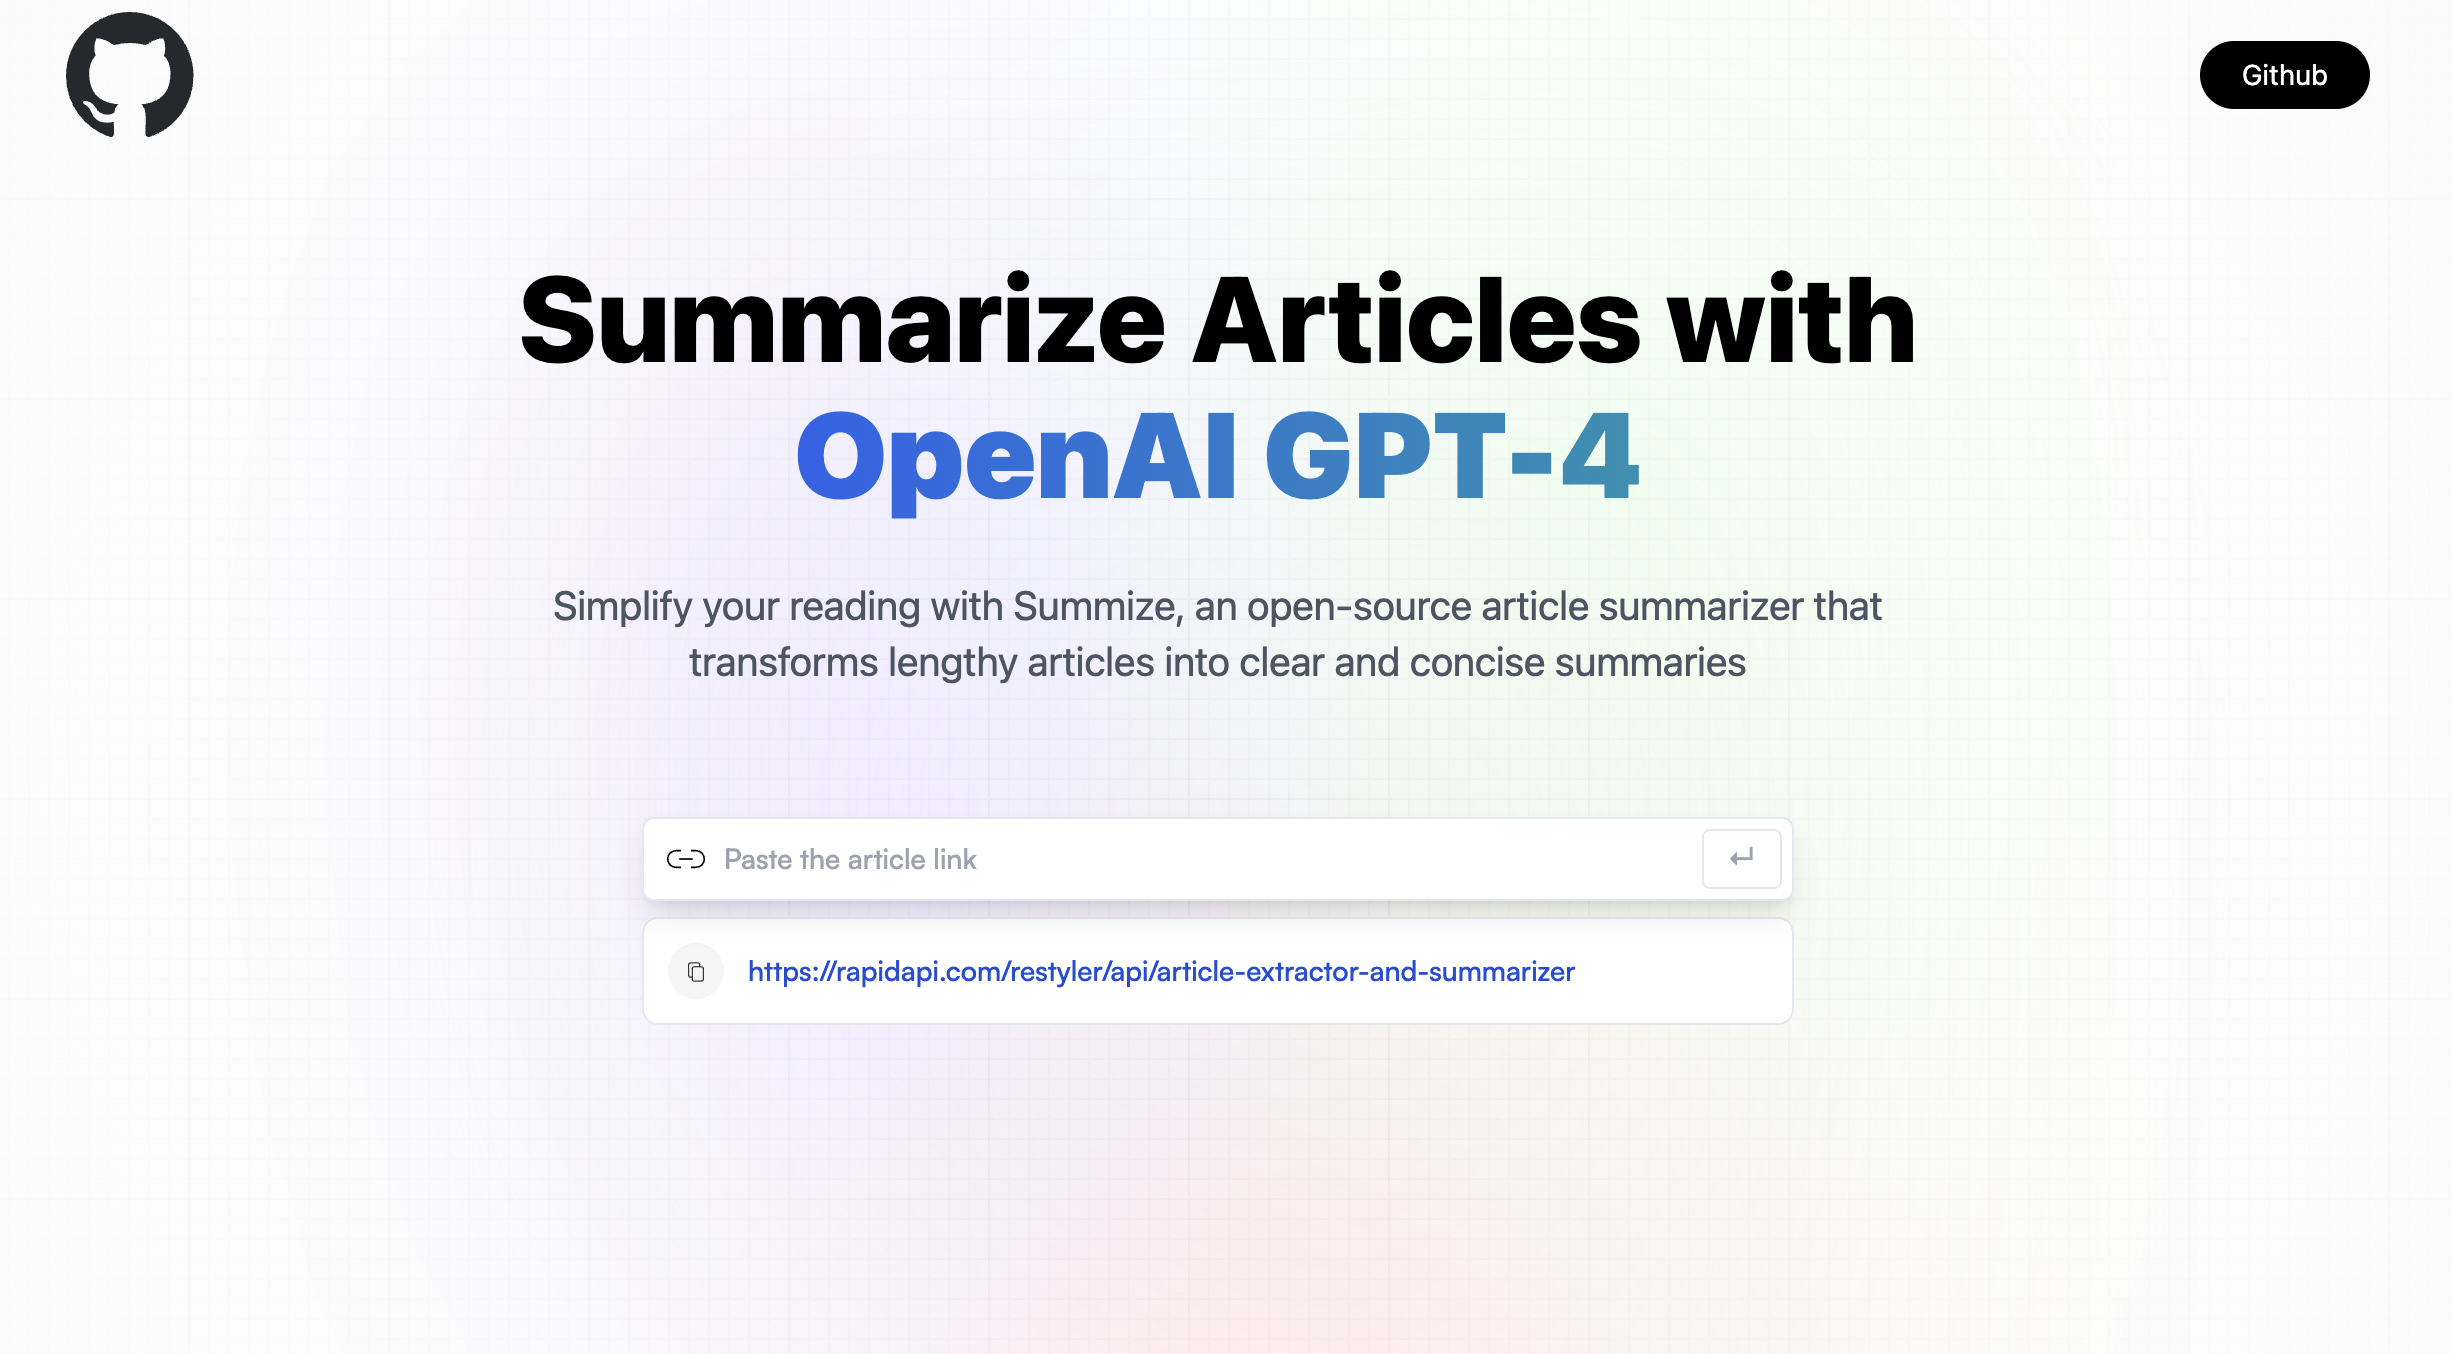 Github
Summarize Articles with
OpenAI GPT-4
Simplify your reading with Summize, an open-source article summarizer that
transforms lengthy articles into clear and concise summaries
Paste the article link
https://rapidapi.com/restyler/api/article-extractor-and-summarizer